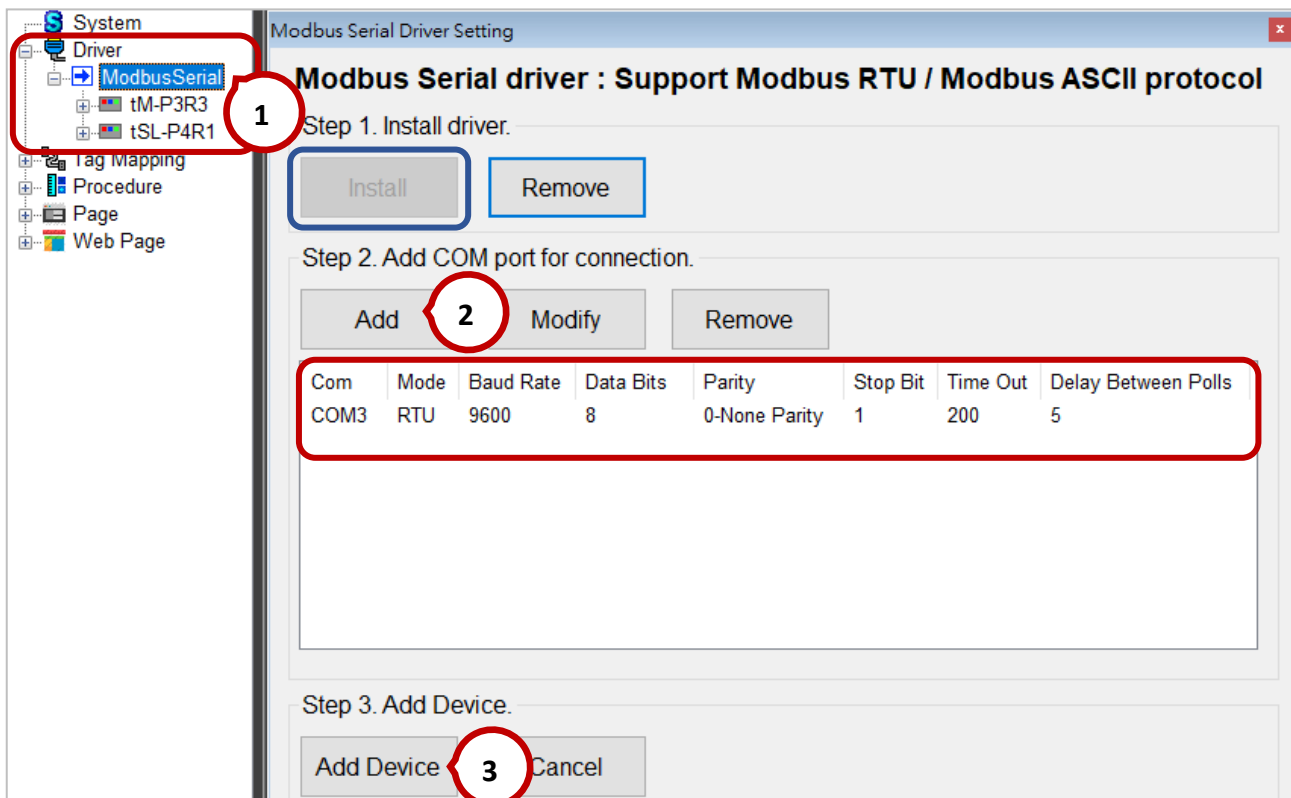 System
Driver
ModbusSerial
tM-P3R3
tSL-P4R1
Tag Mapping
Procedure
Page
Web Page
1
Modbus Serial Driver Setting
x
Modbus Serial driver : Support Modbus RTU / Modbus ASCII protocol
Step 1. Install driver.
Install Remove
Step 2. Add COM port for connection.
Add 2 Modify Remove
Com Mode Baud Rate Data Bits Parity Stop Bit Time Out Delay Between Polls
COM3 RTU 9600 8 0-None Parity 1 200 5
Step 3. Add Device.
Add Device 3 Cancel